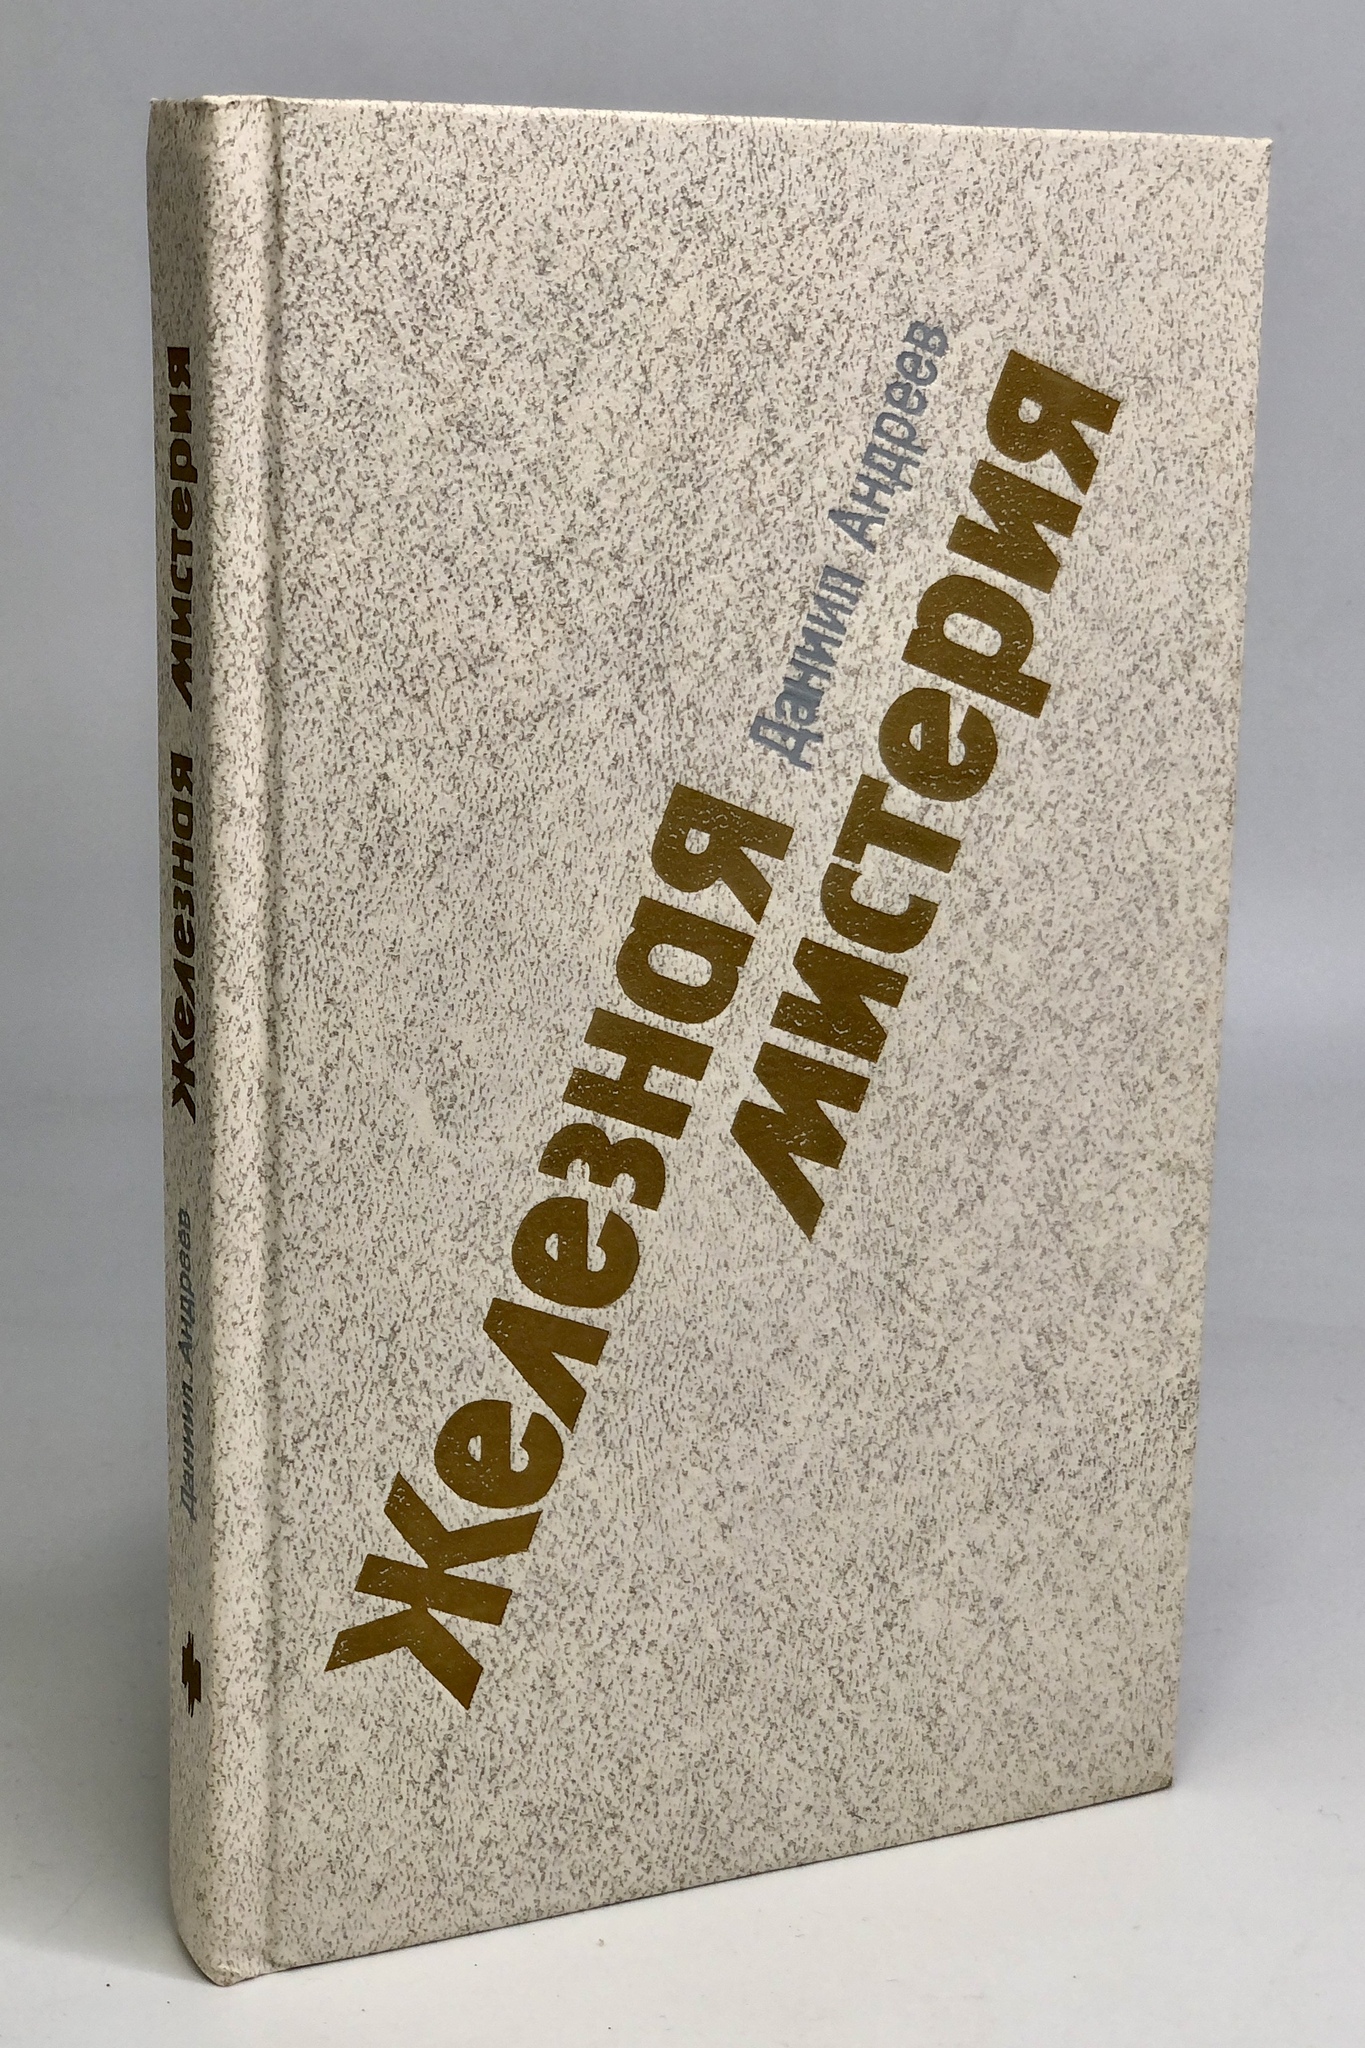 Даниил Андреев
Железная
мистерия
Даниил Андреев Железная мистерия